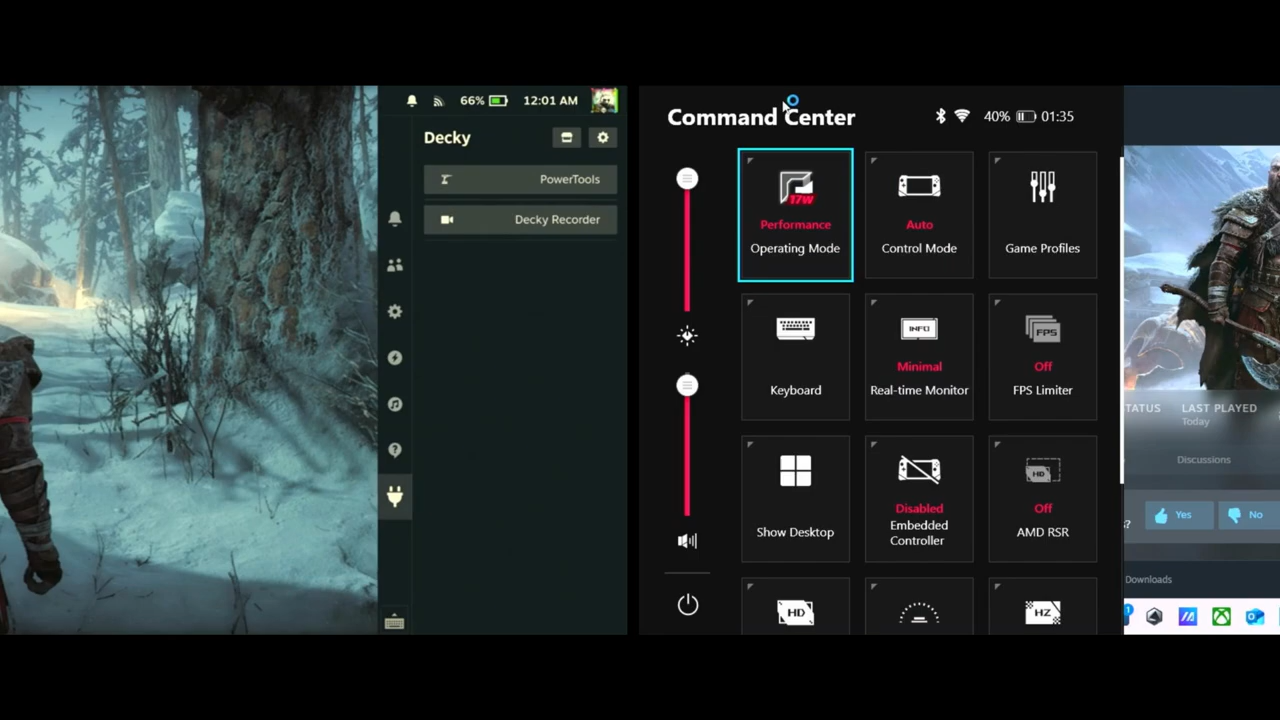 66%
12:01 AM
Decky
PowerTools
Decky Recorder
Command Center
40%
01:35
17W
Performance
Operating Mode
Auto
Control Mode
Game Profiles
Keyboard
INFO
Minimal
Real-time Monitor
FPS
Off
FPS Limiter
Show Desktop
Disabled
Embedded
Controller
HD
Off
AMD RSR
HD
HZ
TATUS
LAST PLAYED
Today
Discussions
?
Yes
No
Downloads
1